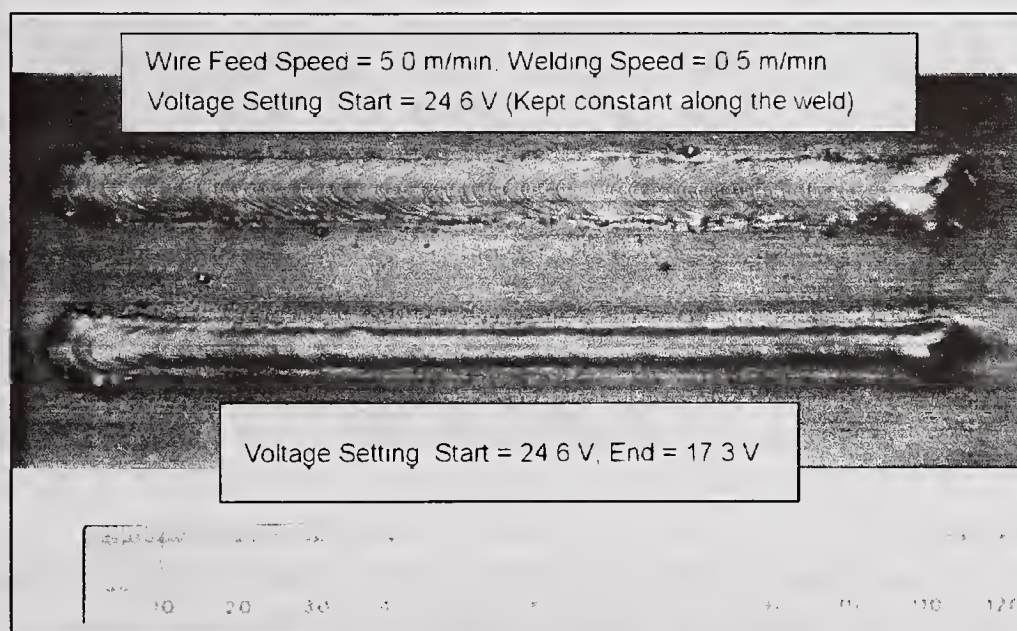 Wire Feed Speed = 5 0 m/min, Welding Speed = 0 5 m/min
Voltage Setting Start = 24 6 V (Kept constant along the weld)
Voltage Setting Start = 24 6 V, End = 17 3 V
10 20 30 110 120